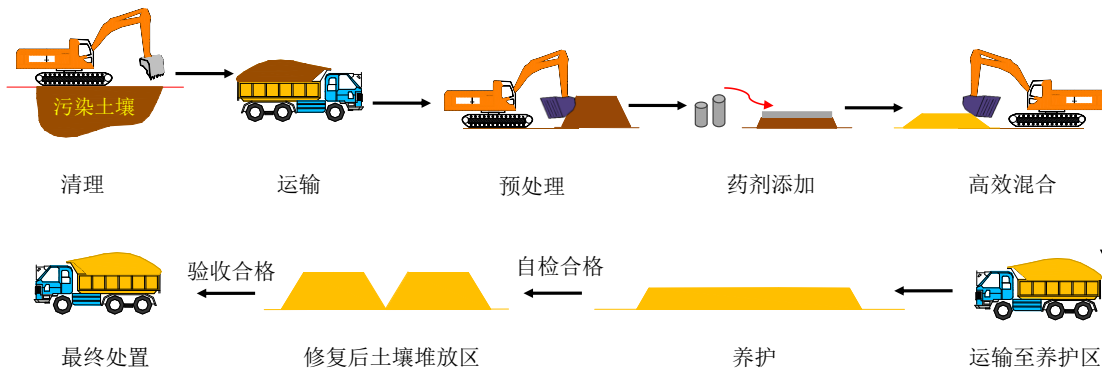 污染土壤
清理
运输
预处理
药剂添加
高效混合
验收合格
自检合格
最终处置
修复后土壤堆放区
养护
运输至养护区